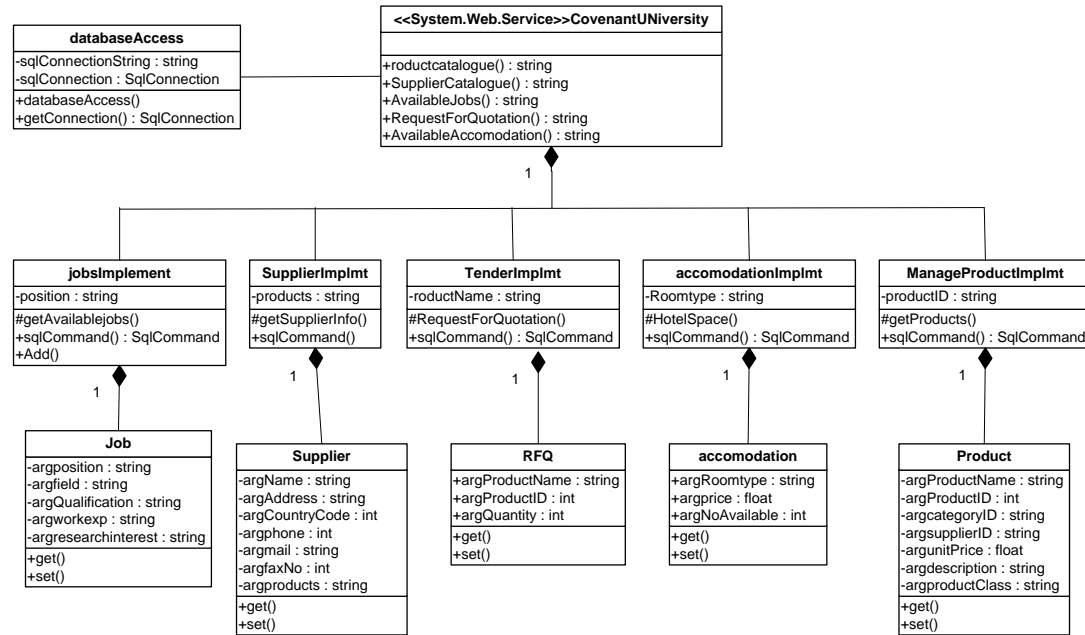 databaseAccess
-sqlConnectionString : string
-sqlConnection : SqlConnection
+databaseAccess()
+getConnection() : SqlConnection
<<System.Web.Service>>CovenantUNiversity
+roductcatalogue() : string
+SupplierCatalogue() : string
+AvailableJobs() : string
+RequestForQuotation() : string
+AvailableAccomodation() : string
1
jobsImplement
-position : string
#getAvailablejobs()
+sqlCommand() : SqlCommand
+Add()
1
SupplierImplmt
-products : string
#getSupplierInfo()
+sqlCommand()
1
TenderImplmt
-roductName : string
#RequestForQuotation()
+sqlCommand() : SqlCommand
1
accomodationImplmt
-Roomtype : string
#HotelSpace()
+sqlCommand() : SqlCommand
1
ManageProductImplmt
-productID : string
#getProducts()
+sqlCommand() : SqlCommand
1
Job
-argposition : string
-argfield : string
-argQualification : string
-argworkexp : string
-argresearchinterest : string
+get()
+set()
Supplier
-argName : string
-argAddress : string
-argCountryCode : int
-argphone : int
-argmail : string
-argfaxNo : int
-argproducts : string
+get()
+set()
RFQ
+argProductName : string
+argProductID : int
+argQuantity : int
+get()
+set()
accomodation
+argRoomtype : string
+argprice : float
+argNoAvailable : int
+get()
+set()
Product
-argProductName : string
-argProductID : int
-argcategoryID : string
-argsupplierID : string
-argunitPrice : float
-argdescription : string
-argproductClass : string
+get()
+set()